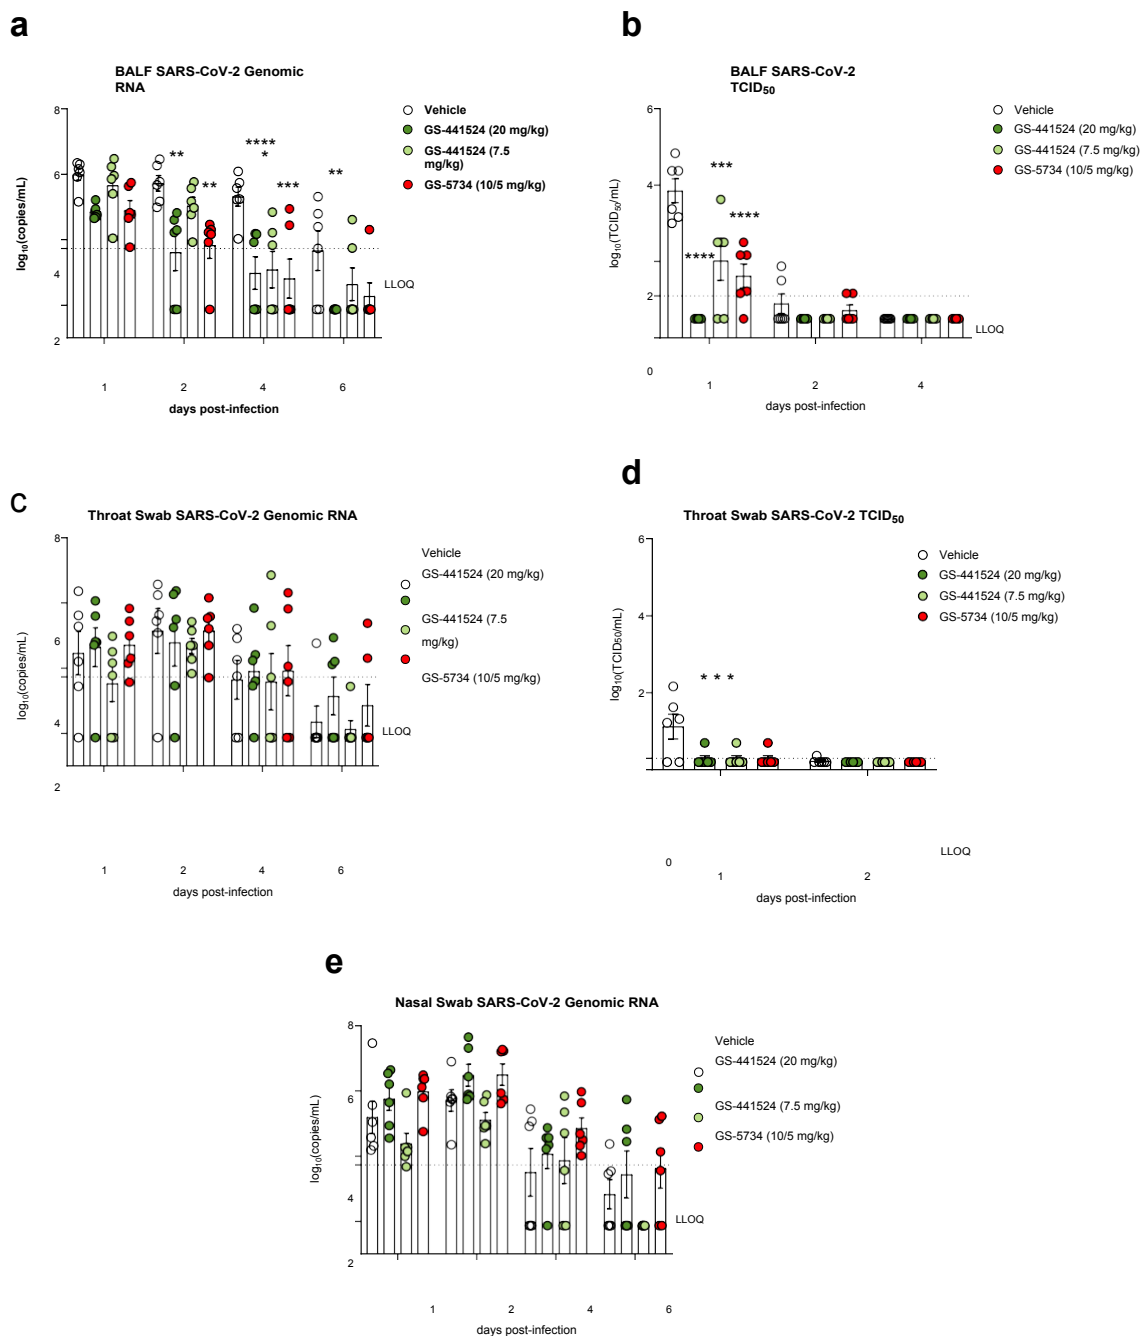 a
BALF SARS-CoV-2 Genomic
RNA
8
6
4
2
log10(copies/mL)
Vehicle
GS-441524 (20 mg/kg)
GS-441524 (7.5
mg/kg)
GS-5734 (10/5 mg/kg)
**
**
****
*
***
**
LLOQ
1 2 4 6
days post-infection
b
BALF SARS-CoV-2
TCID50
6
4
2
0
log10(TCID50/mL)
Vehicle
GS-441524 (20 mg/kg)
GS-441524 (7.5 mg/kg)
GS-5734 (10/5 mg/kg)
****
***
****
LLOQ
1 2 4
days post-infection
c
Throat Swab SARS-CoV-2 Genomic RNA
8
6
4
2
log10(copies/mL)
Vehicle
GS-441524 (20 mg/kg)
GS-441524 (7.5
mg/kg)
GS-5734 (10/5 mg/kg)
LLOQ
1 2 4 6
days post-infection
d
Throat Swab SARS-CoV-2 TCID50
6
4
2
0
log10(TCID50/mL)
Vehicle
GS-441524 (20 mg/kg)
GS-441524 (7.5 mg/kg)
GS-5734 (10/5 mg/kg)
* * *
LLOQ
1 2
days post-infection
e
Nasal Swab SARS-CoV-2 Genomic RNA
8
6
4
2
log10(copies/mL)
Vehicle
GS-441524 (20 mg/kg)
GS-441524 (7.5 mg/kg)
GS-5734 (10/5 mg/kg)
LLOQ
1 2 4 6
days post-infection